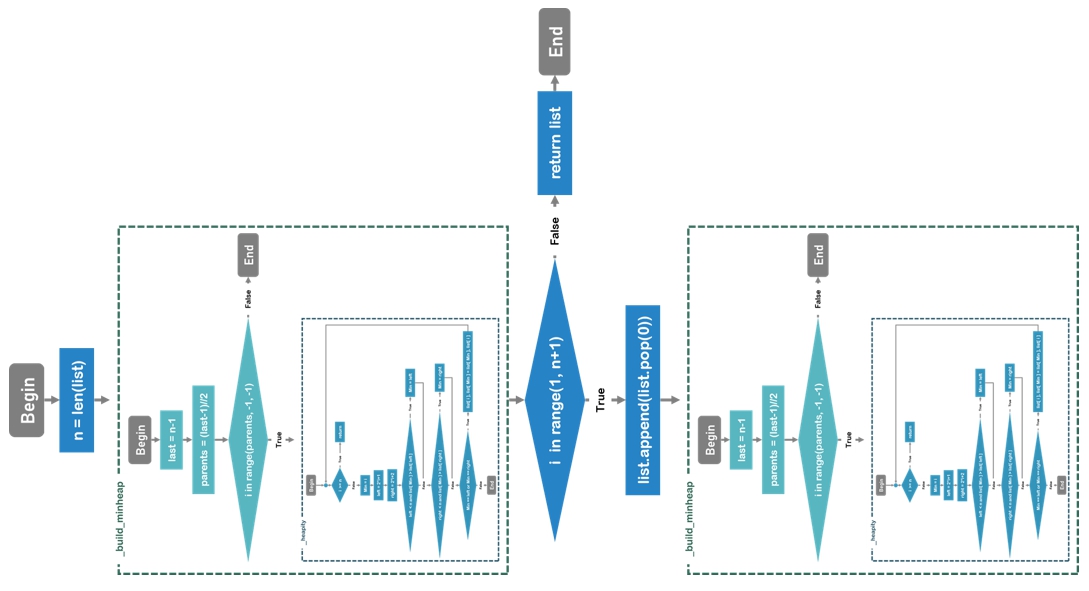 Begin
n = len(list)
_build_minheap
Begin
last = n-1
parents = (last-1)//2
i in range(parents, -1, -1)
False
End
True
_heapify
Begin
i >= n
True
return
False
Min = i
left = 2*i+1
right = 2*i+2
left < n and list[ Min ] > list[ left ]
True
Min = left
False
right < n and list[ Min ] > list[ right ]
True
Min = right
False
Min == left or Min == right
True
list[ i ], list[ Min ] = list[ Min ], list[ i ]
False
End
i in range(1, n+1)
False
return list
End
True
list.append(list.pop(0))
_build_minheap
Begin
last = n-1
parents = (last-1)//2
i in range(parents, -1, -1)
False
End
True
_heapify
Begin
i >= n
True
return
False
Min = i
left = 2*i+1
right = 2*i+2
left < n and list[ Min ] > list[ left ]
True
Min = left
False
right < n and list[ Min ] > list[ right ]
True
Min = right
False
Min == left or Min == right
True
list[ i ], list[ Min ] = list[ Min ], list[ i ]
False
End